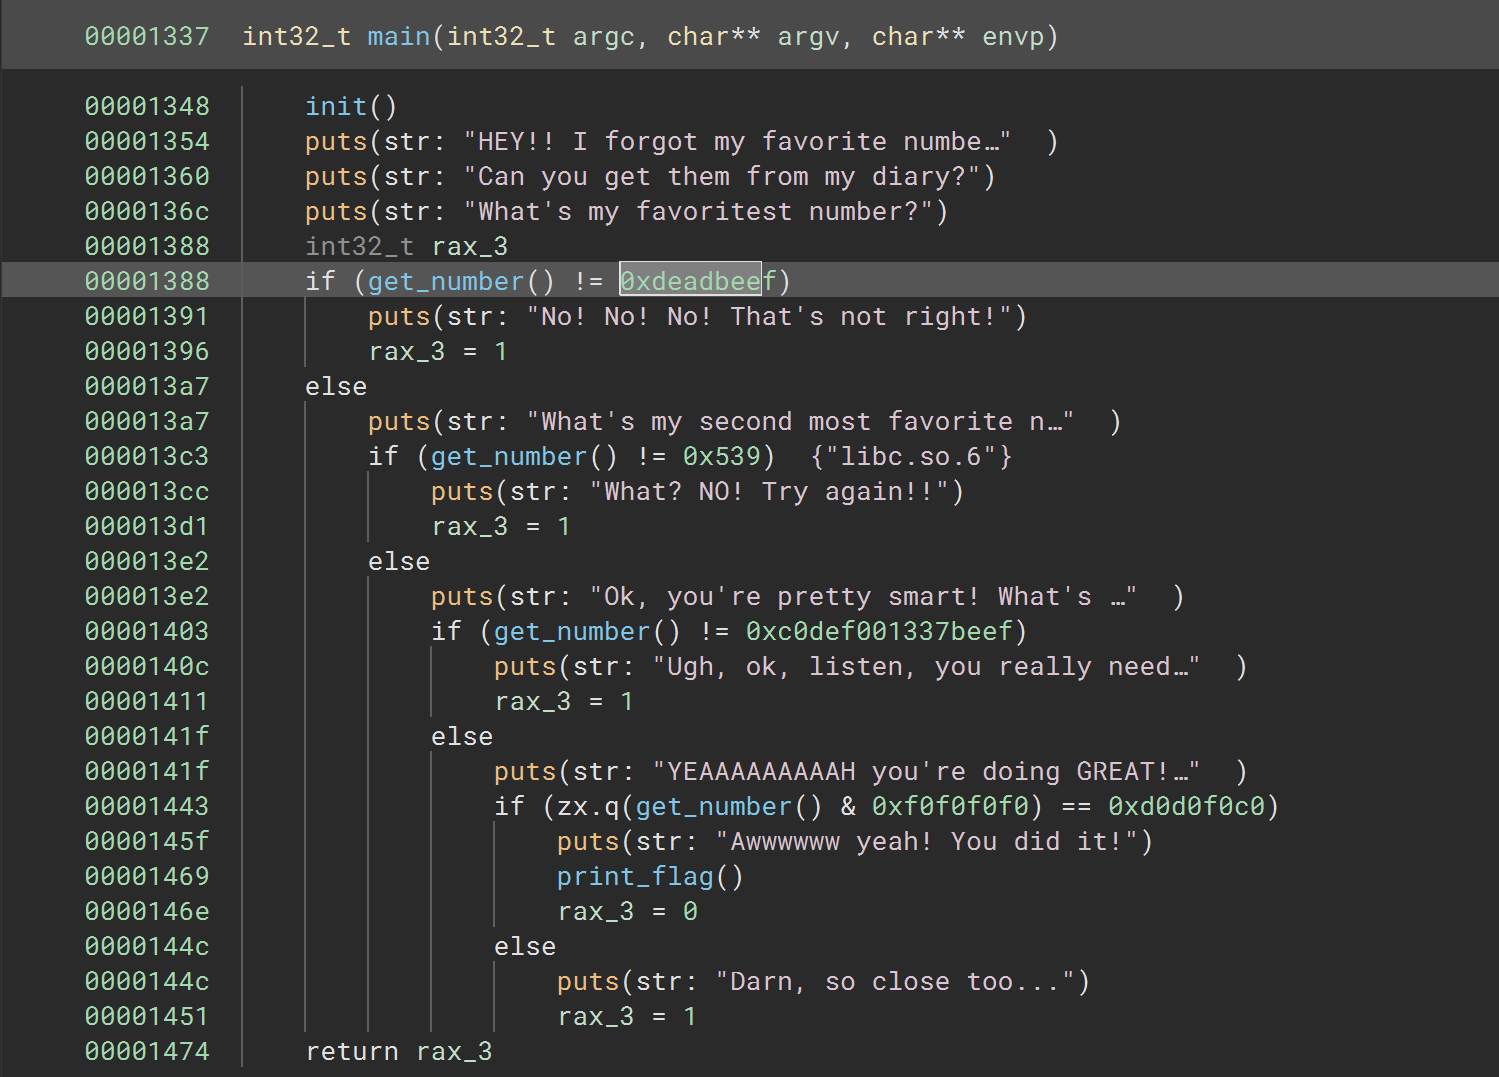 00001337 int32_t main(int32_t argc, char** argv, char** envp)
00001348 init()
00001354 puts(str: "HEY!! I forgot my favorite numbe…" )
00001360 puts(str: "Can you get them from my diary?")
0000136c puts(str: "What's my favoritest number?")
00001388 int32_t rax_3
00001388 if (get_number() != 0xdeadbeef)
00001391 puts(str: "No! No! No! That's not right!")
00001396 rax_3 = 1
000013a7 else
000013a7 puts(str: "What's my second most favorite n…" )
000013c3 if (get_number() != 0x539) {"libc.so.6"}
000013cc puts(str: "What? NO! Try again!!")
000013d1 rax_3 = 1
000013e2 else
000013e2 puts(str: "Ok, you're pretty smart! What's …" )
00001403 if (get_number() != 0xc0def001337beef)
0000140c puts(str: "Ugh, ok, listen, you really need…" )
00001411 rax_3 = 1
0000141f else
0000141f puts(str: "YEAAAAAAAAAH you're doing GREAT!…" )
00001443 if (zx.q(get_number() & 0xf0f0f0f0) == 0xd0d0f0c0)
0000145f puts(str: "Awwwwww yeah! You did it!")
00001469 print_flag()
0000146e rax_3 = 0
0000144c else
0000144c puts(str: "Darn, so close too...")
00001451 rax_3 = 1
00001474 return rax_3